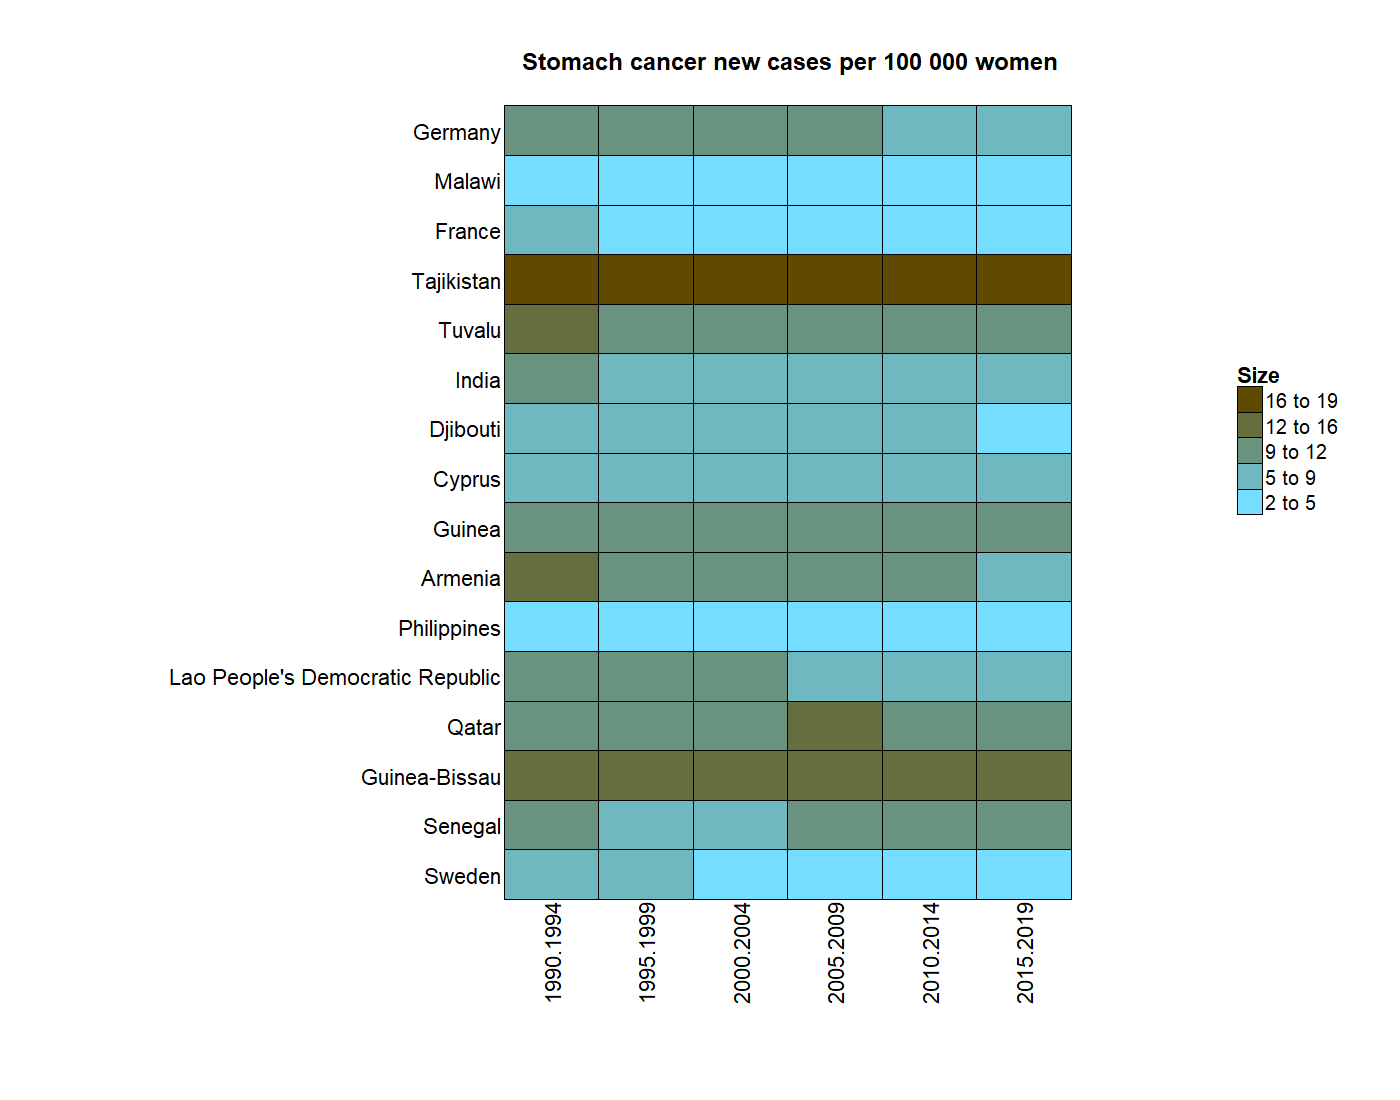 Stomach cancer new cases per 100 000 women
Germany
Malawi
France
Tajikistan
Tuvalu
India
Djibouti
Cyprus
Guinea
Armenia
Philippines
Lao People's Democratic Republic
Qatar
Guinea-Bissau
Senegal
Sweden
1990.1994
1995.1999
2000.2004
2005.2009
2010.2014
2015.2019
Size
16 to 19
12 to 16
9 to 12
5 to 9
2 to 5